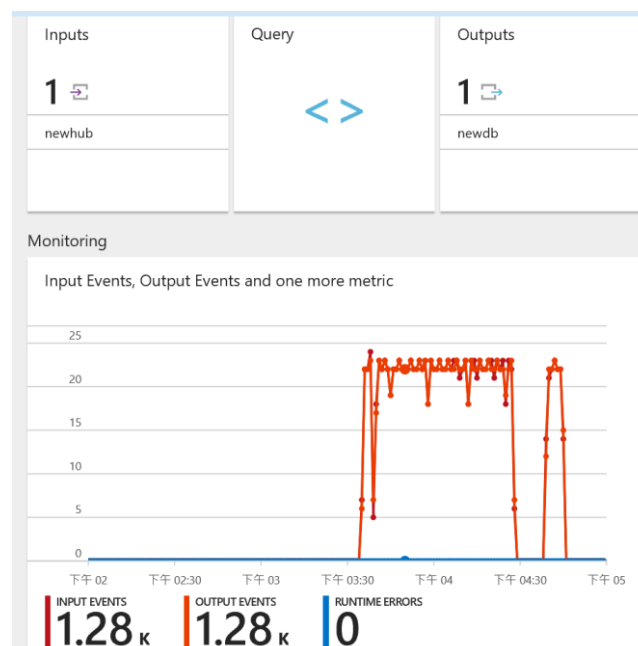 Inputs
Query
Outputs
1
< >
1
newhub
newdb
Monitoring
Input Events, Output Events and one more metric
25
20
15
10
5
0
下午 02
下午 02:30
下午 03
下午 03:30
下午 04
下午 04:30
下午 05
INPUT EVENTS
OUTPUT EVENTS
RUNTIME ERRORS
1.28 K
1.28 K
0